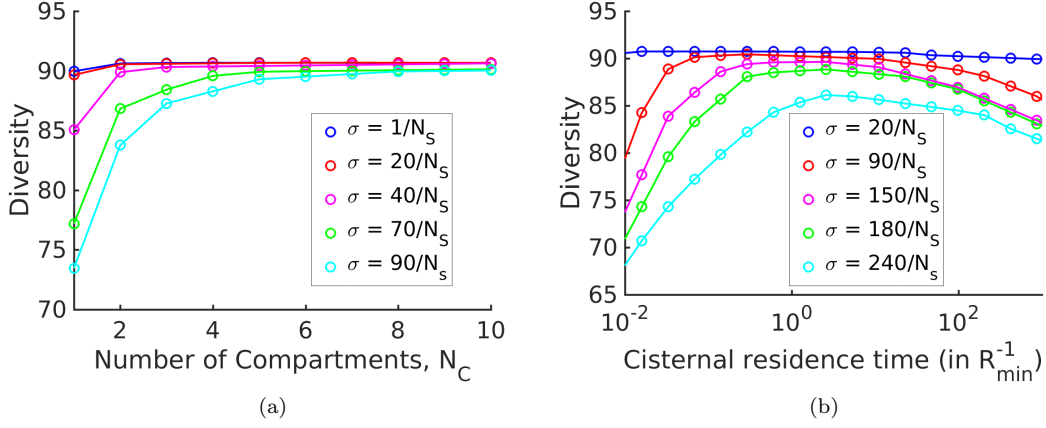 95
90
85
80
75
70
Diversity
2
4
6
8
10
Number of Compartments, N_C
σ = 1/N_S
σ = 20/N_S
σ = 40/N_S
σ = 70/N_S
σ = 90/N_s
(a)
95
90
85
80
75
70
65
Diversity
10^-2
10^0
10^2
Cisternal residence time (in R_min^-1)
σ = 20/N_S
σ = 90/N_S
σ = 150/N_S
σ = 180/N_S
σ = 240/N_s
(b)